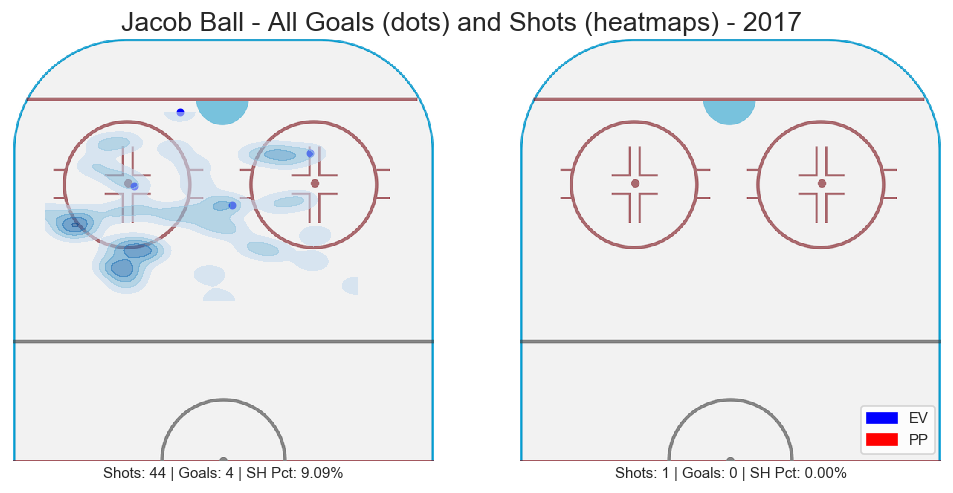 Jacob Ball - All Goals (dots) and Shots (heatmaps) - 2017
EV
PP
Shots: 44 | Goals: 4 | SH Pct: 9.09%
Shots: 1 | Goals: 0 | SH Pct: 0.00%